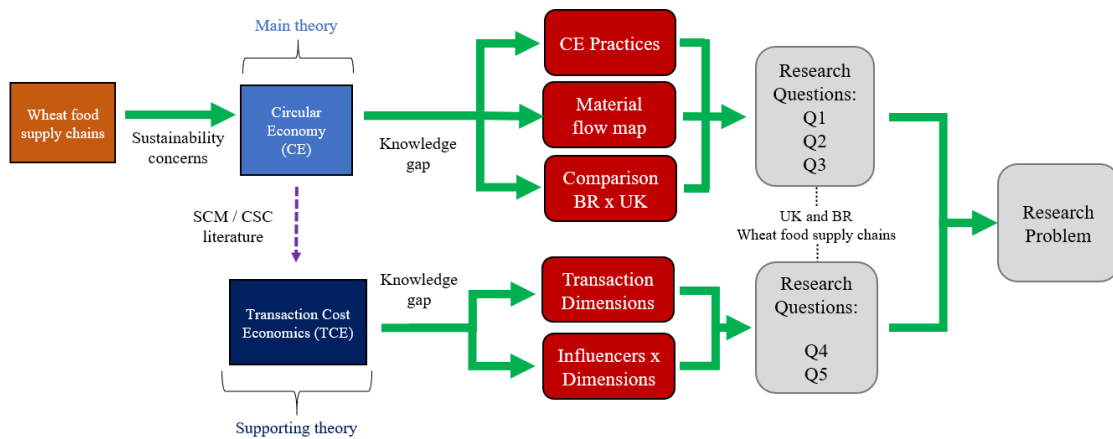 Main theory
Wheat food
supply chains
Sustainability
concerns
Circular
Economy
(CE)
Knowledge
gap
CE Practices
Material
flow map
Comparison
BR x UK
Research
Questions:
Q1
Q2
Q3
SCM / CSC
literature
UK and BR
Wheat food supply chains
Research
Problem
Transaction Cost
Economics (TCE)
Supporting theory
Knowledge
gap
Transaction
Dimensions
Influencers x
Dimensions
Research
Questions:
Q4
Q5